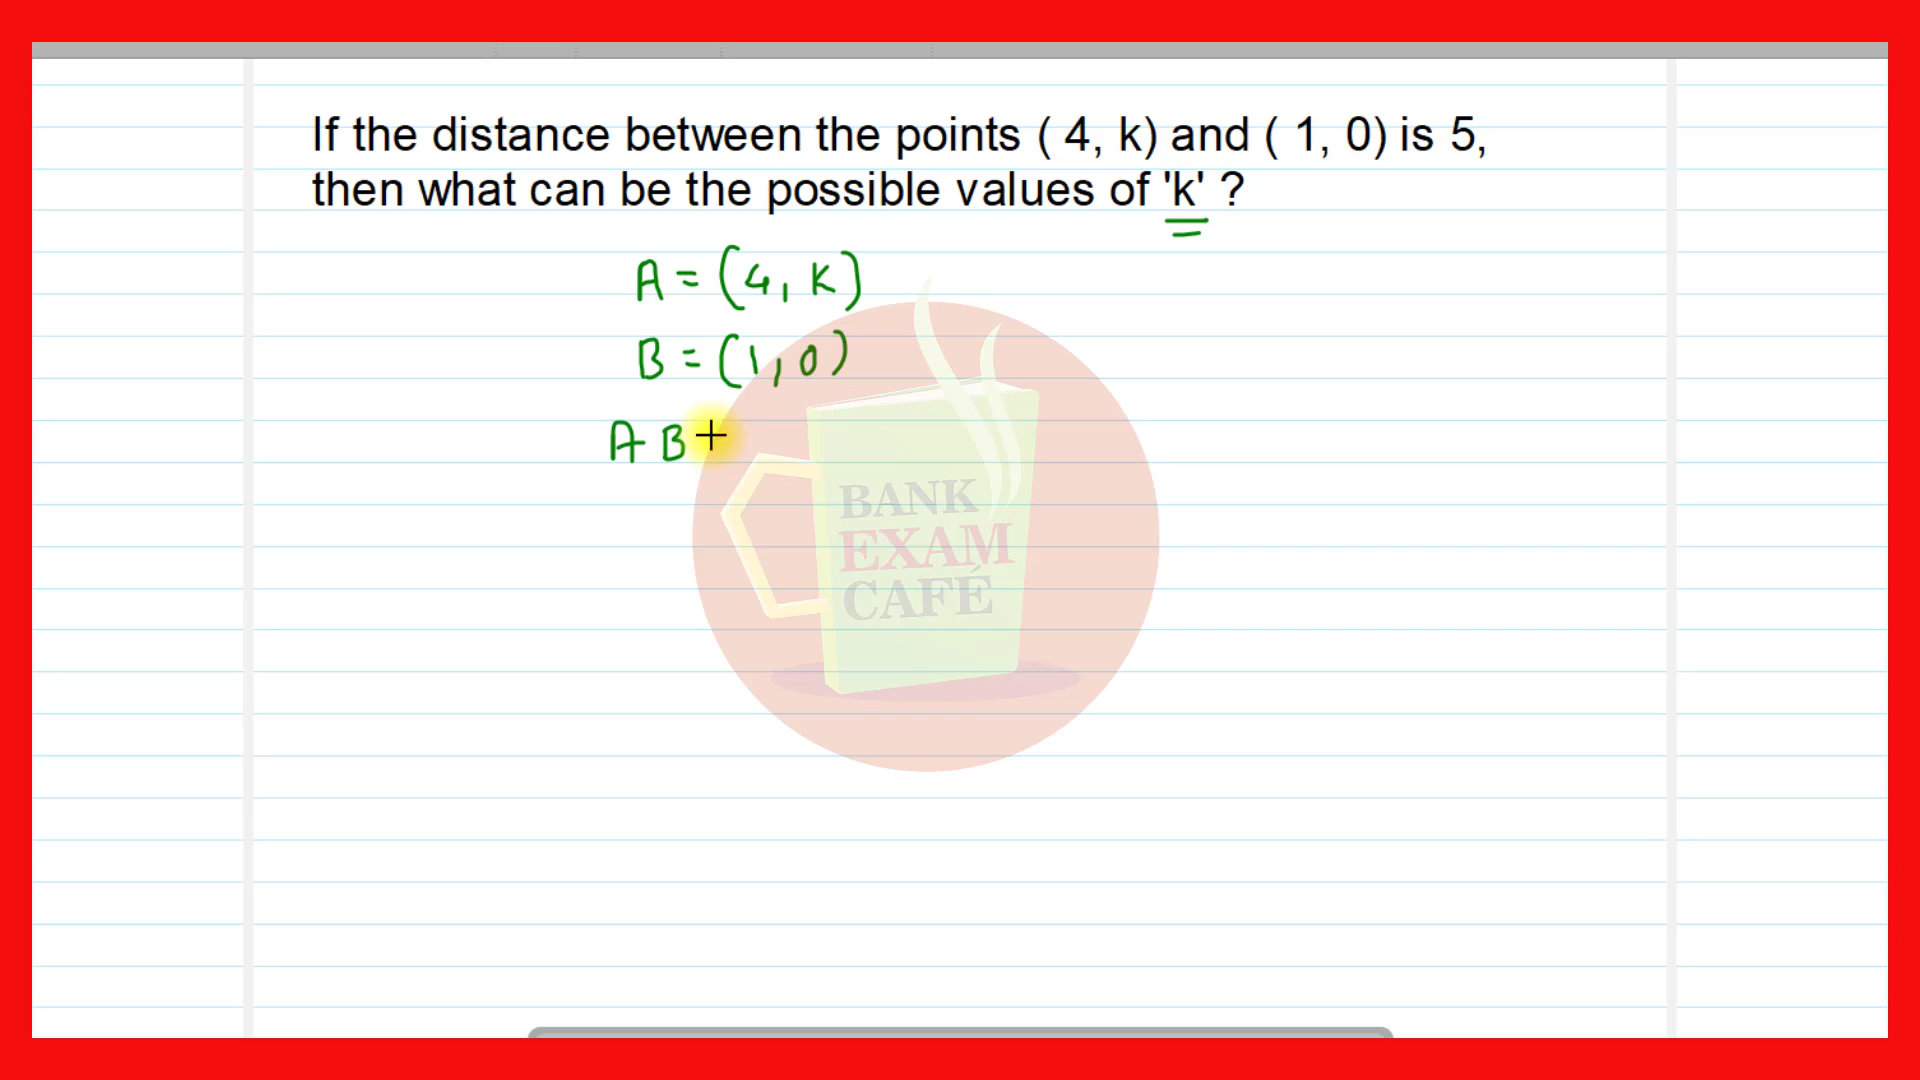 If the distance between the points ( 4, k) and ( 1, 0) is 5,
then what can be the possible values of 'k' ?
A = (4, K)
B = (1, 0)
A B
BANK
EXAM
CAFÉ